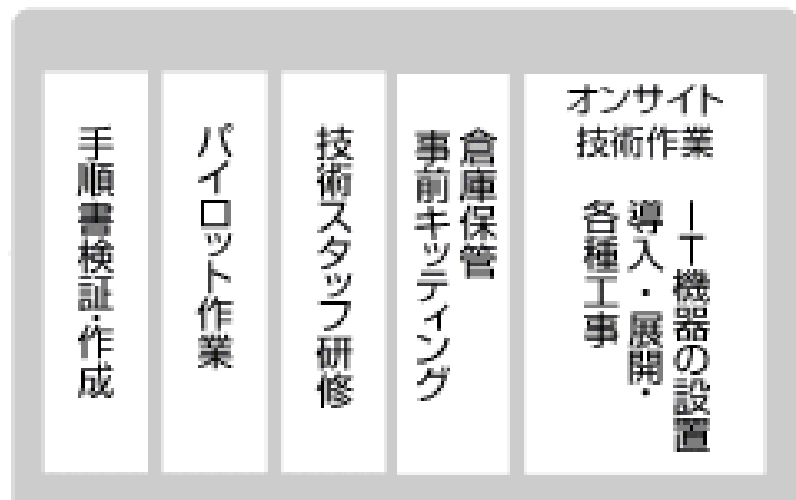 手順書検証・作成
パイロット作業
技術スタッフ研修
倉庫保管
事前キッティング
オンサイト
技術作業
IT機器の設置
導入・展開・
各種工事